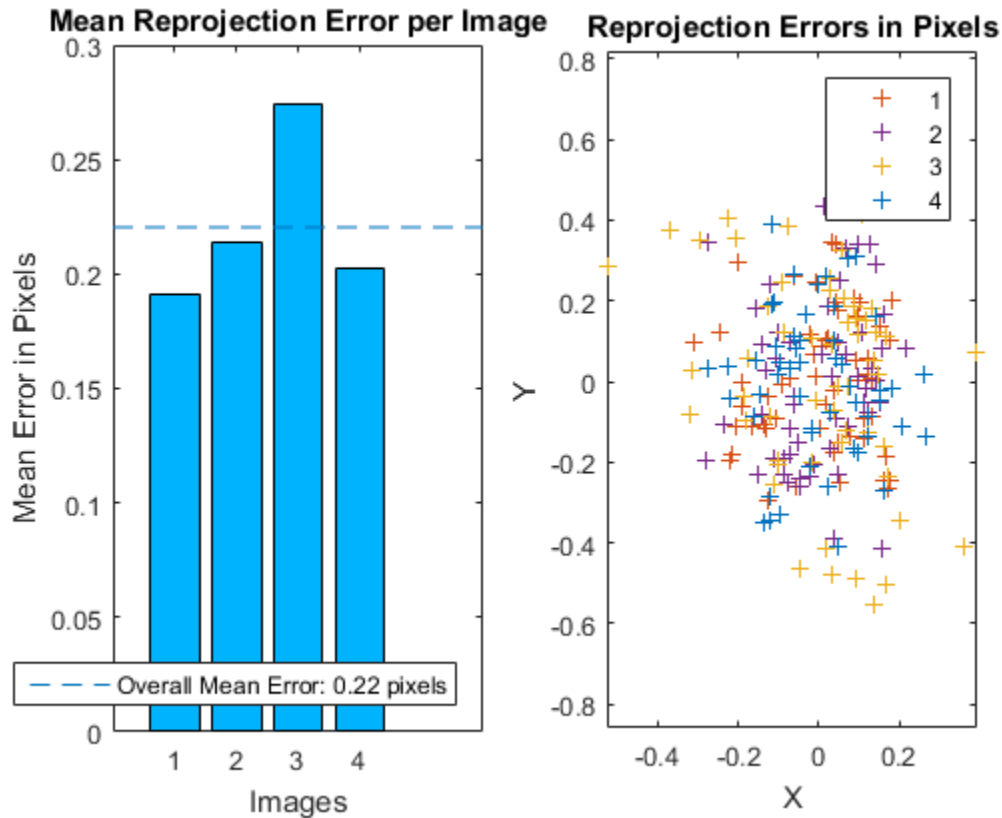 Mean Reprojection Error per Image
0.3
0.25
0.2
0.15
0.1
0.05
0
Mean Error in Pixels
Overall Mean Error: 0.22 pixels
1 2 3 4
Images
Reprojection Errors in Pixels
0.8
0.6
0.4
0.2
0
-0.2
-0.4
-0.6
-0.8
Y
1
2
3
4
-0.4 -0.2 0 0.2
X